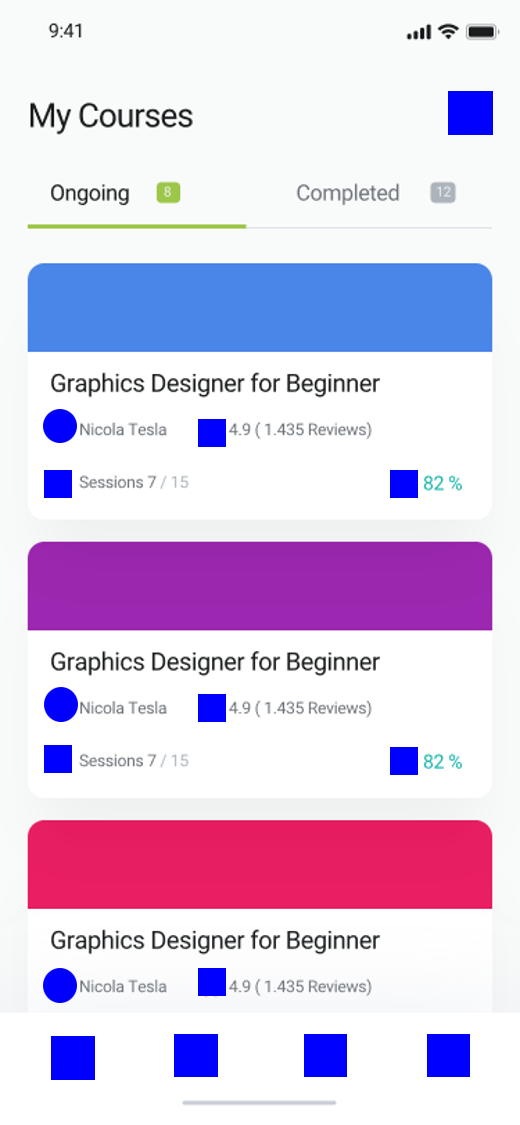 9:41
My Courses
Ongoing 8 Completed 12
Graphics Designer for Beginner
Nicola Tesla 4.9 ( 1.435 Reviews)
Sessions 7 / 15 82 %
Graphics Designer for Beginner
Nicola Tesla 4.9 ( 1.435 Reviews)
Sessions 7 / 15 82 %
Graphics Designer for Beginner
Nicola Tesla 4.9 ( 1.435 Reviews)